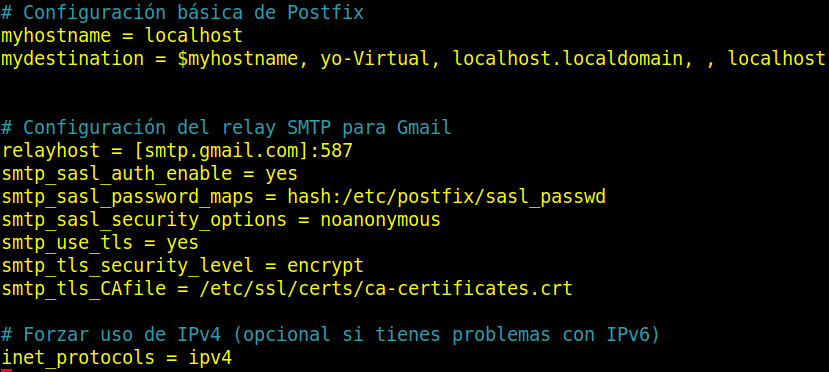 # Configuración básica de Postfix
myhostname = localhost
mydestination = $myhostname, yo-Virtual, localhost.localdomain, , localhost
# Configuración del relay SMTP para Gmail
relayhost = [smtp.gmail.com]:587
smtp_sasl_auth_enable = yes
smtp_sasl_password_maps = hash:/etc/postfix/sasl_passwd
smtp_sasl_security_options = noanonymous
smtp_use_tls = yes
smtp_tls_security_level = encrypt
smtp_tls_CAfile = /etc/ssl/certs/ca-certificates.crt
# Forzar uso de IPv4 (opcional si tienes problemas con IPv6)
inet_protocols = ipv4